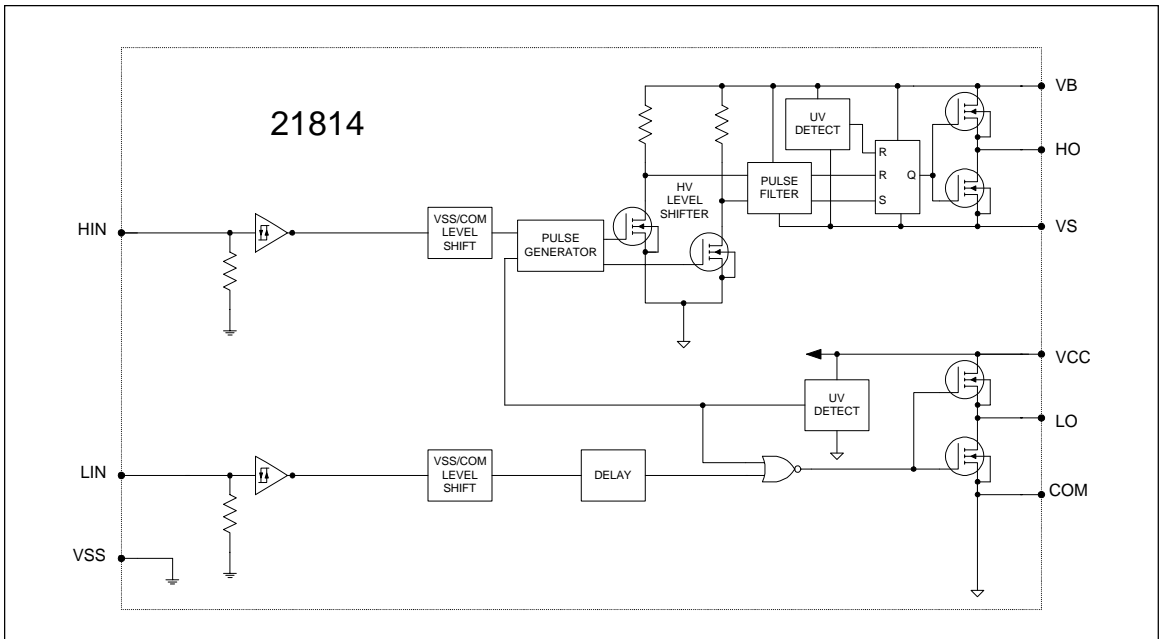 21814
VB
UV
DETECT
HO
R
R
Q
S
PULSE
FILTER
HV
LEVEL
SHIFTER
VS
HIN
VSS/COM
LEVEL
SHIFT
PULSE
GENERATOR
VCC
UV
DETECT
LO
LIN
VSS/COM
LEVEL
SHIFT
DELAY
COM
VSS